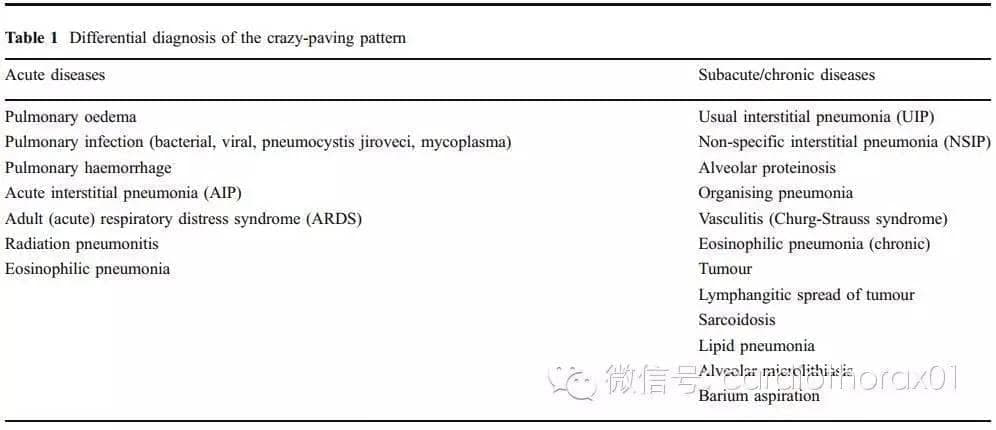 Table 1 Differential diagnosis of the crazy-paving pattern
Acute diseases Subacute/chronic diseases
Pulmonary oedema Usual interstitial pneumonia (UIP)
Pulmonary infection (bacterial, viral, pneumocystis jiroveci, mycoplasma) Non-specific interstitial pneumonia (NSIP)
Pulmonary haemorrhage Alveolar proteinosis
Acute interstitial pneumonia (AIP) Organising pneumonia
Adult (acute) respiratory distress syndrome (ARDS) Vasculitis (Churg-Strauss syndrome)
Radiation pneumonitis Eosinophilic pneumonia (chronic)
Eosinophilic pneumonia Tumour
Lymphangitic spread of tumour
Sarcoidosis
Lipid pneumonia
Alveolar microlithiasis
微信号: cardiothorax01
Barium aspiration